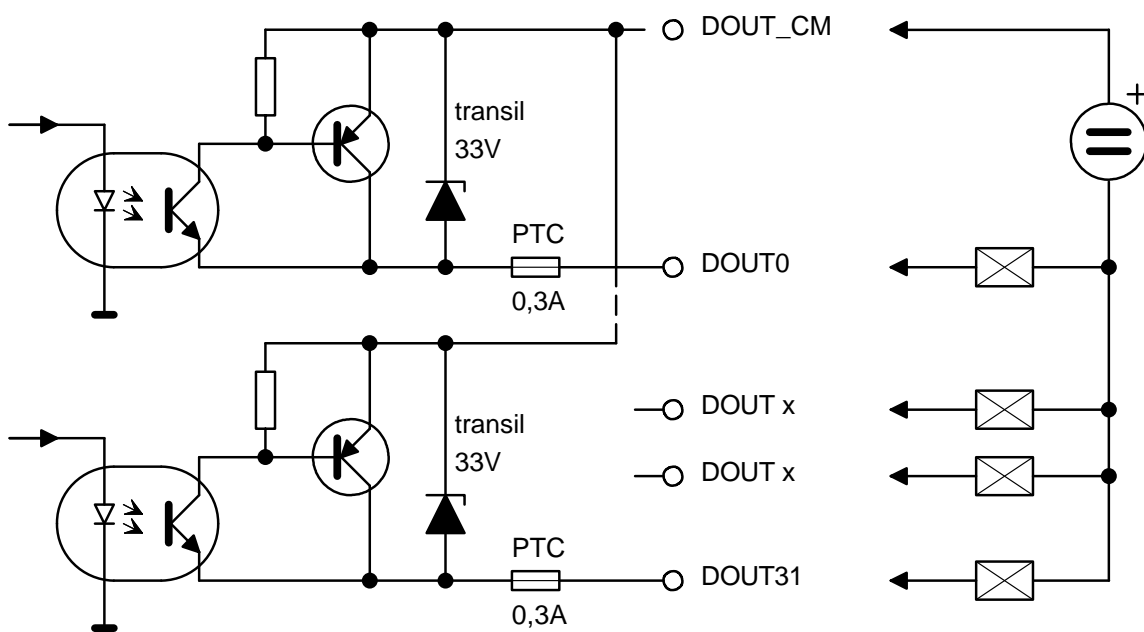 DOUT_CM
+
transil
33V
PTC
DOUT0
0,3A
transil
33V
DOUT x
DOUT x
PTC
DOUT31
0,3A